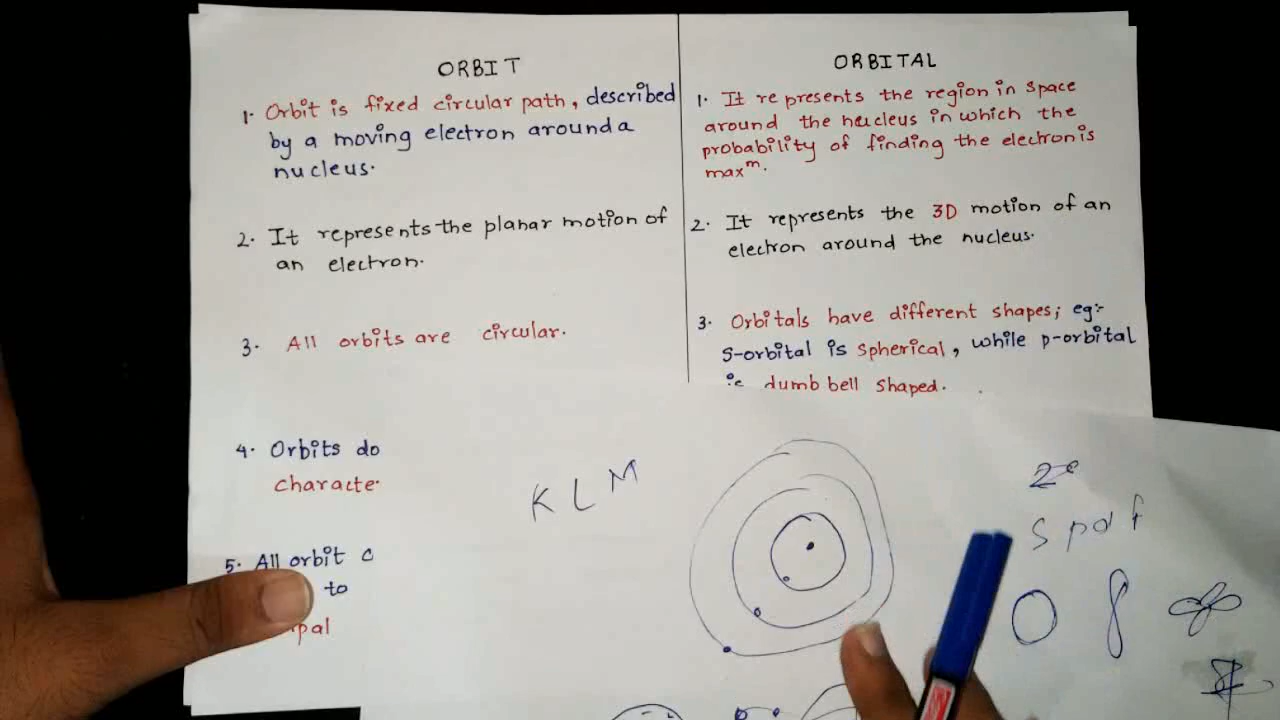 ORBIT
1. Orbit is fixed circular path, described
by a moving electron around a
nucleus.
2. It represents the planar motion of
an electron.
3. All orbits are circular.
4. Orbits do
characte
5. All orbit c
to
pal
ORBITAL
1. It represents the region in space
around the nucleus in which the
probability of finding the electron is
maxᵐ.
2. It represents the 3D motion of an
electron around the nucleus.
3. Orbitals have different shapes; eg:-
S-orbital is spherical, while p-orbital
is dumb bell shaped.
K L M
2e
s p d f